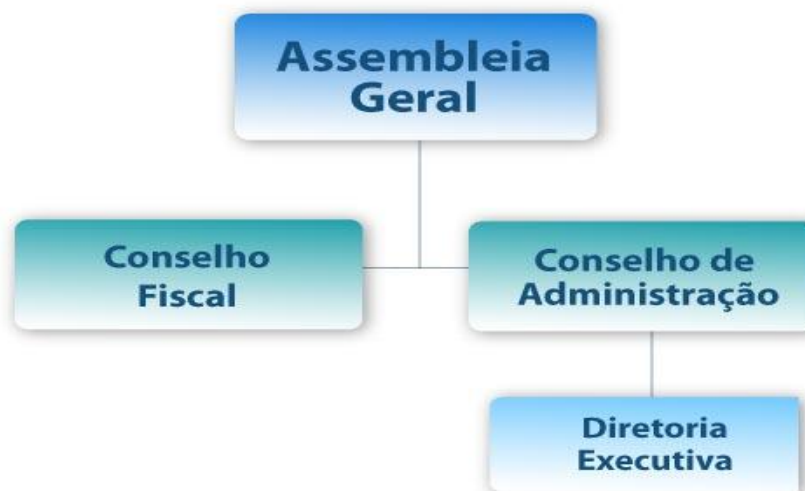 Assembleia
Geral
Conselho
Fiscal
Conselho de
Administração
Diretoria
Executiva